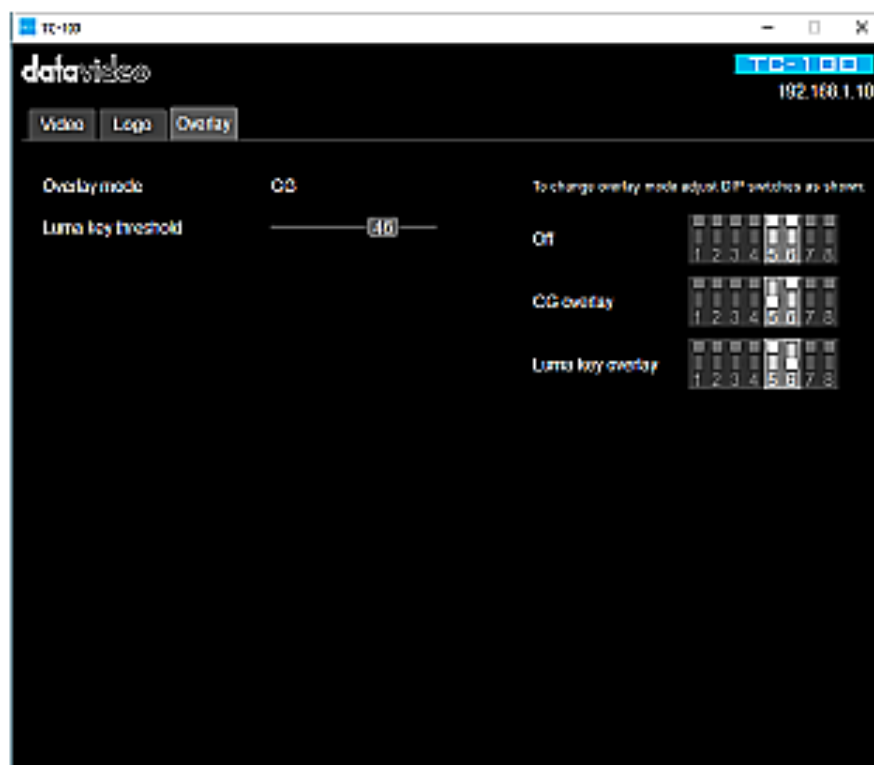 TC-100
datavideo
TC-100
192.168.1.10
Video Logo Overlay
Overlay mode CG
Luma key threshold 46
To change overlay mode adjust DIP switches as shown.
Off
1 2 3 4 5 6 7 8
CG overlay
1 2 3 4 5 6 7 8
Luma key overlay
1 2 3 4 5 6 7 8